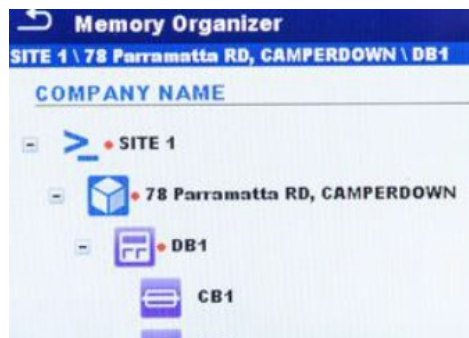 Memory Organizer
SITE 1 \ 78 Parramatta RD, CAMPERDOWN \ DB1
COMPANY NAME
SITE 1
78 Parramatta RD, CAMPERDOWN
DB1
CB1